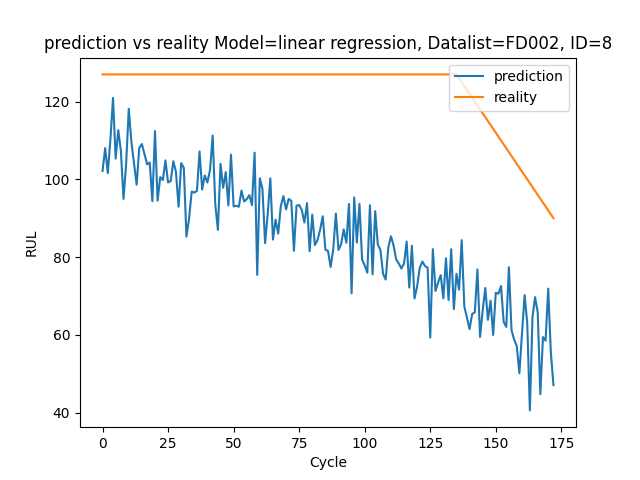 prediction vs reality Model=linear regression, Datalist=FD002, ID=8
prediction
reality
120
100
80
60
40
RUL
0 25 50 75 100 125 150 175
Cycle